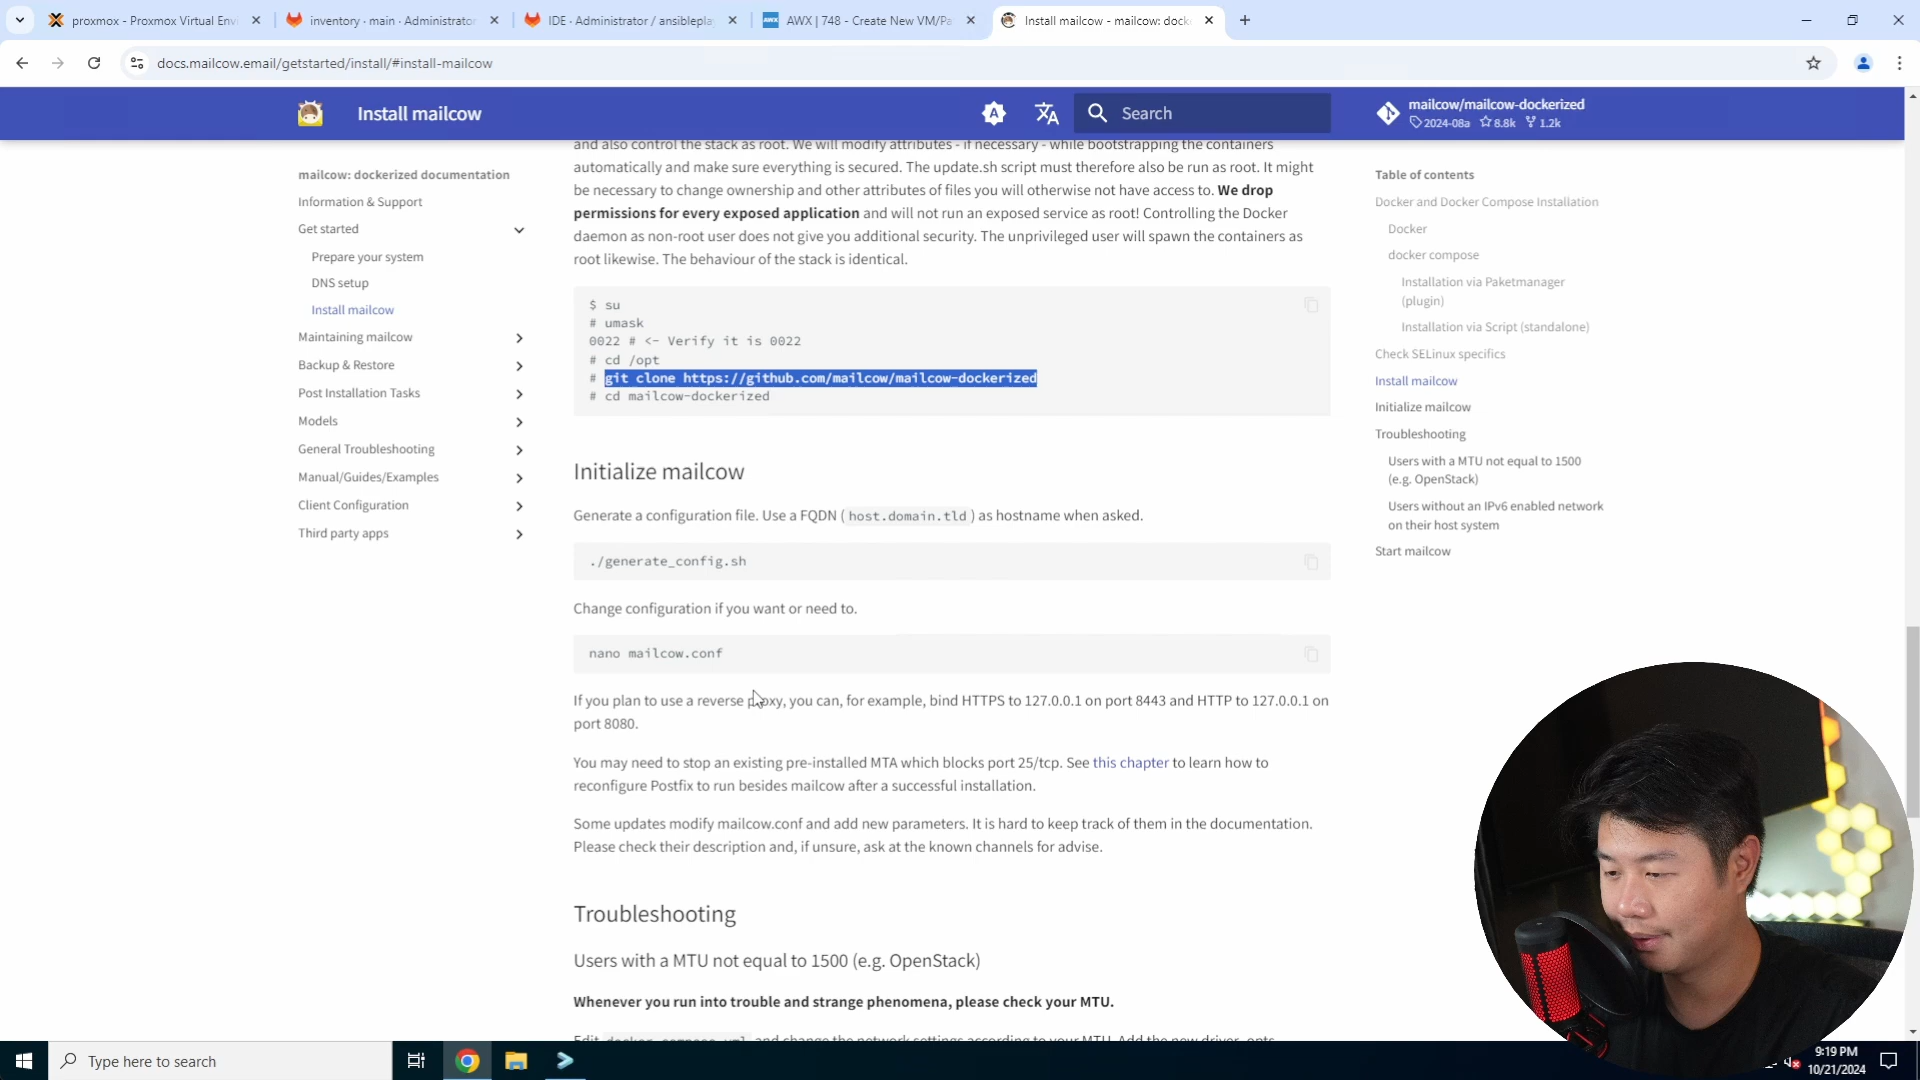 proxmox - Proxmox Virtual Envi
inventory · main · Administrator
IDE · Administrator / ansiblepla
AWX | 748 - Create New VM/Pa
Install mailcow - mailcow: docke
docs.mailcow.email/getstarted/install/#install-mailcow
Install mailcow
Search
mailcow/mailcow-dockerized
2024-08a 8.8k 1.2k
mailcow: dockerized documentation
Information & Support
Get started
Prepare your system
DNS setup
Install mailcow
Maintaining mailcow
Backup & Restore
Post Installation Tasks
Models
General Troubleshooting
Manual/Guides/Examples
Client Configuration
Third party apps
and also control the stack as root. We will modify attributes - if necessary - while bootstrapping the containers
automatically and make sure everything is secured. The update.sh script must therefore also be run as root. It might
be necessary to change ownership and other attributes of files you will otherwise not have access to. We drop
permissions for every exposed application and will not run an exposed service as root! Controlling the Docker
daemon as non-root user does not give you additional security. The unprivileged user will spawn the containers as
root likewise. The behaviour of the stack is identical.
$ su
# umask
0022 # <- Verify it is 0022
# cd /opt
# git clone https://github.com/mailcow/mailcow-dockerized
# cd mailcow-dockerized
Initialize mailcow
Generate a configuration file. Use a FQDN ( host.domain.tld ) as hostname when asked.
./generate_config.sh
Change configuration if you want or need to.
nano mailcow.conf
If you plan to use a reverse proxy, you can, for example, bind HTTPS to 127.0.0.1 on port 8443 and HTTP to 127.0.0.1 on
port 8080.
You may need to stop an existing pre-installed MTA which blocks port 25/tcp. See this chapter to learn how to
reconfigure Postfix to run besides mailcow after a successful installation.
Some updates modify mailcow.conf and add new parameters. It is hard to keep track of them in the documentation.
Please check their description and, if unsure, ask at the known channels for advise.
Troubleshooting
Users with a MTU not equal to 1500 (e.g. OpenStack)
Whenever you run into trouble and strange phenomena, please check your MTU.
Edit docker-compose.yml and change the network settings according to your MTU. Add the new driver_opts
Table of contents
Docker and Docker Compose Installation
Docker
docker compose
Installation via Paketmanager
(plugin)
Installation via Script (standalone)
Check SELinux specifics
Install mailcow
Initialize mailcow
Troubleshooting
Users with a MTU not equal to 1500
(e.g. OpenStack)
Users without an IPv6 enabled network
on their host system
Start mailcow
Type here to search
9:19 PM
10/21/2024